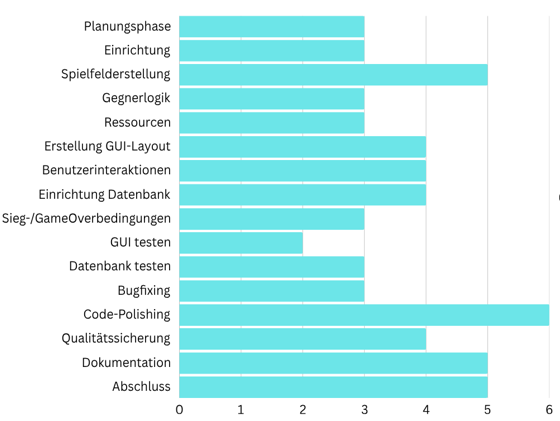 Planungsphase
Einrichtung
Spielfelderstellung
Gegnerlogik
Ressourcen
Erstellung GUI-Layout
Benutzerinteraktionen
Einrichtung Datenbank
Sieg-/GameOverbedingungen
GUI testen
Datenbank testen
Bugfixing
Code-Polishing
Qualitätssicherung
Dokumentation
Abschluss
0 1 2 3 4 5 6